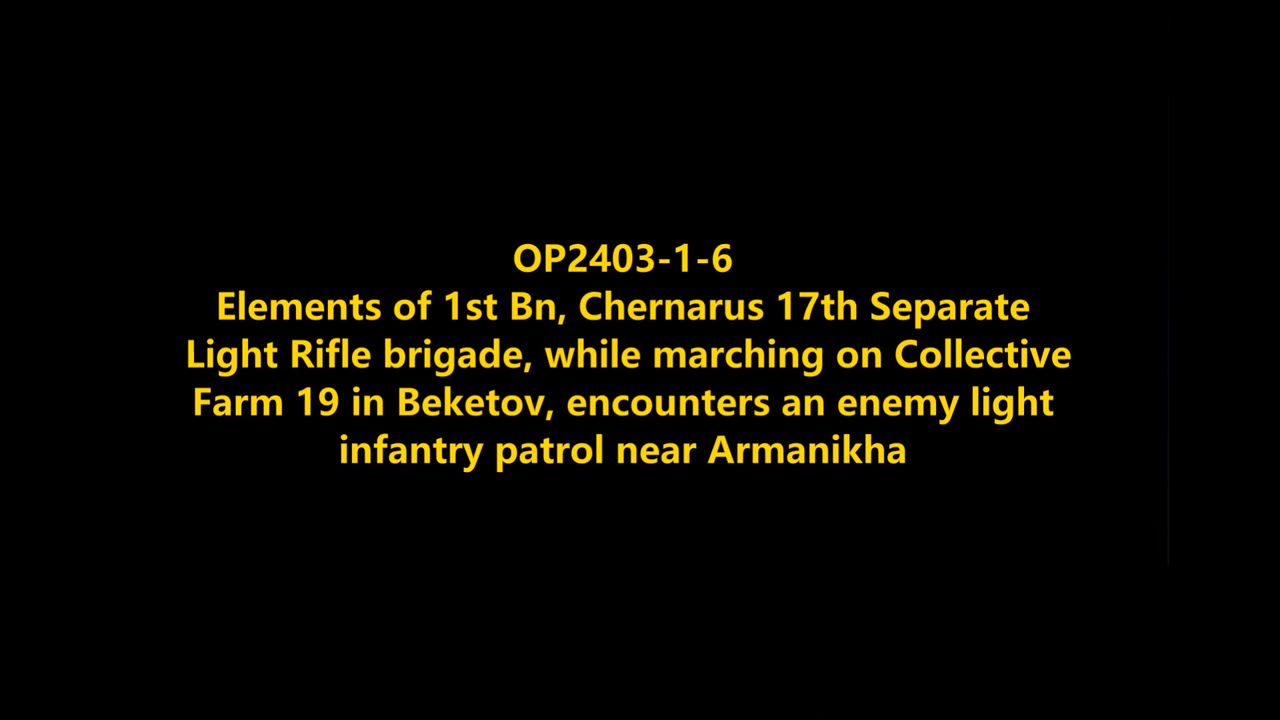 OP2403-1-6
Elements of 1st Bn, Chernarus 17th Separate
Light Rifle brigade, while marching on Collective
Farm 19 in Beketov, encounters an enemy light
infantry patrol near Armanikha